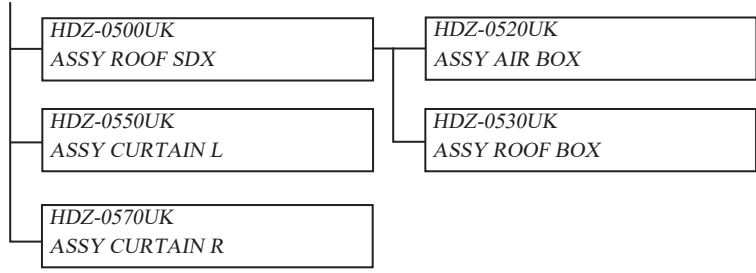 HDZ-0500UK
ASSY ROOF SDX
HDZ-0520UK
ASSY AIR BOX
HDZ-0550UK
ASSY CURTAIN L
HDZ-0530UK
ASSY ROOF BOX
HDZ-0570UK
ASSY CURTAIN R